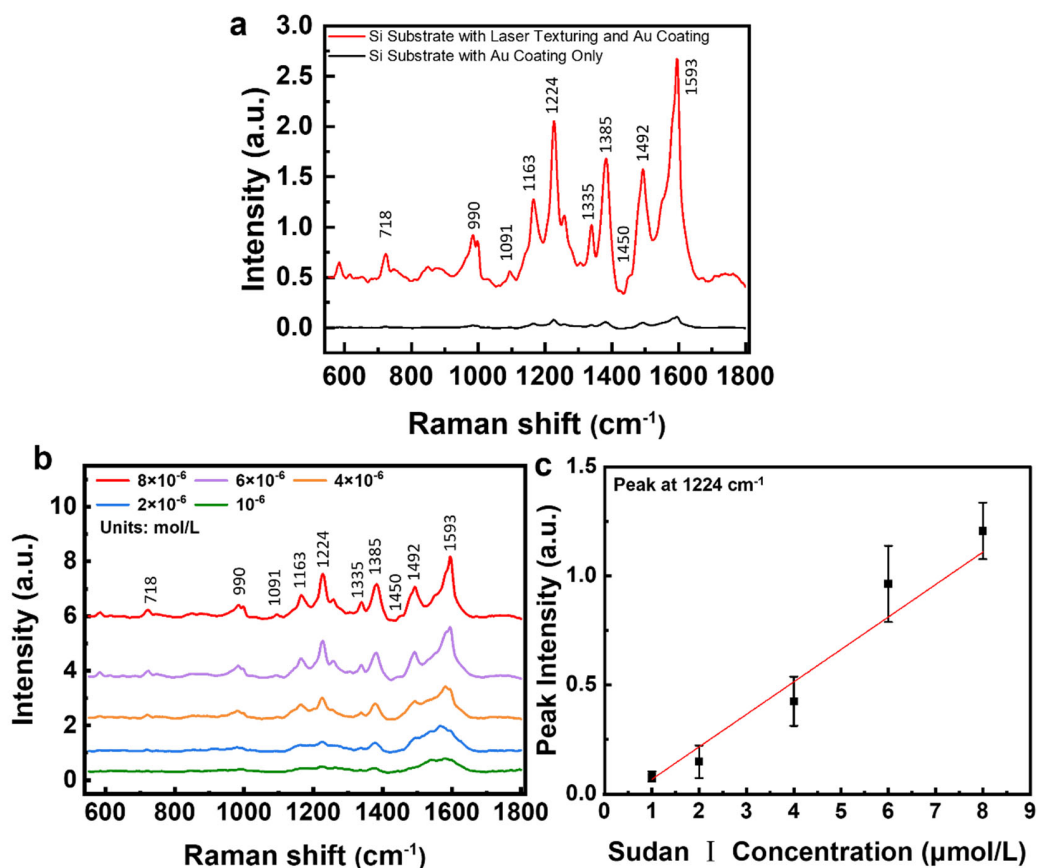 a
Si Substrate with Laser Texturing and Au Coating
Si Substrate with Au Coating Only
3.0
2.5
2.0
1.5
1.0
0.5
0.0
Intensity (a.u.)
718
990
1091
1163
1224
1335
1385
1450
1492
1593
600 800 1000 1200 1400 1600 1800
Raman shift (cm⁻¹)
b
8×10⁻⁶ 6×10⁻⁶ 4×10⁻⁶
2×10⁻⁶ 10⁻⁶
Units: mol/L
10
8
6
4
2
0
Intensity (a.u.)
718
990
1091
1163
1224
1335
1385
1450
1492
1593
600 800 1000 1200 1400 1600 1800
Raman shift (cm⁻¹)
c
Peak at 1224 cm⁻¹
1.5
1.0
0.5
0.0
Peak Intensity (a.u.)
0 1 2 3 4 5 6 7 8 9
Sudan Ⅰ Concentration (μmol/L)